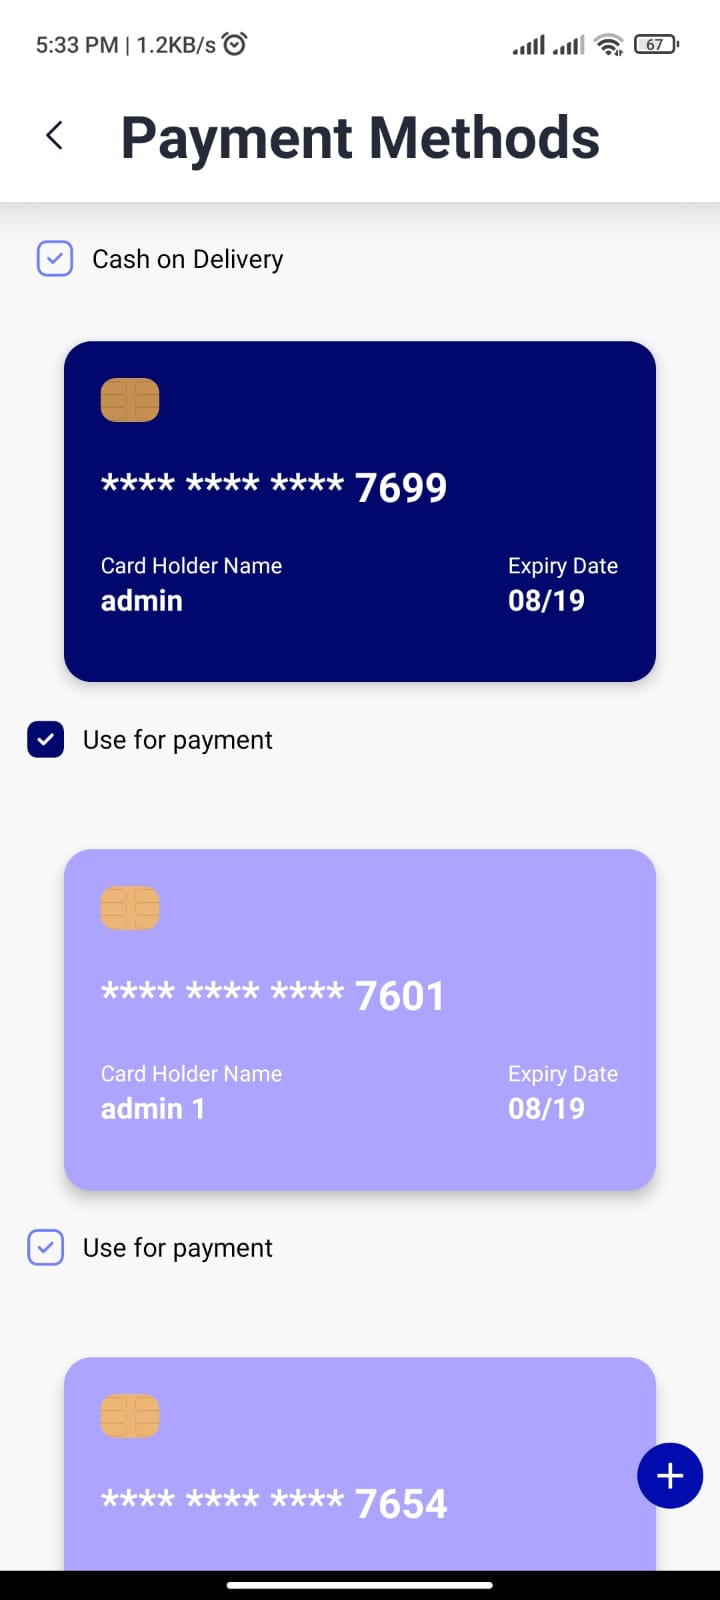 5:33 PM | 1.2KB/s
67
Payment Methods
Cash on Delivery
**** **** **** 7699
Card Holder Name
Expiry Date
admin
08/19
Use for payment
**** **** **** 7601
Card Holder Name
Expiry Date
admin 1
08/19
Use for payment
**** **** **** 7654